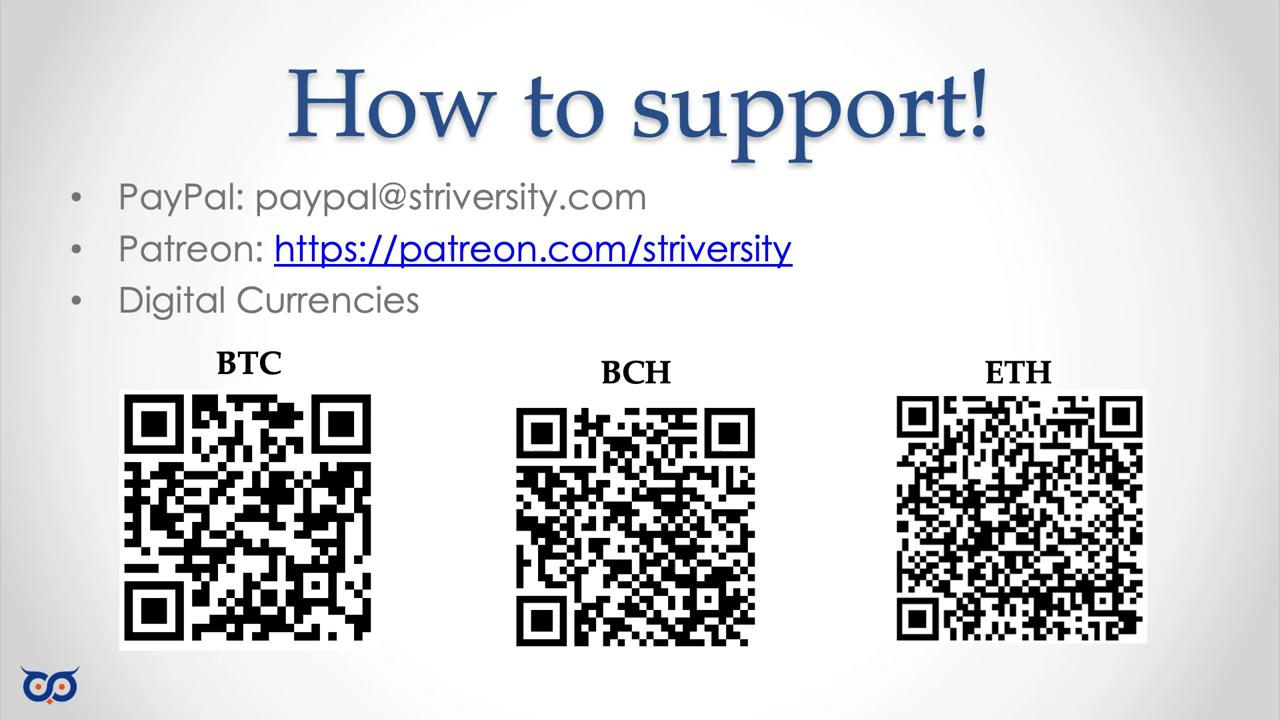 How to support!
• PayPal: paypal@striversity.com
• Patreon: https://patreon.com/striversity
• Digital Currencies
BTC
BCH
ETH